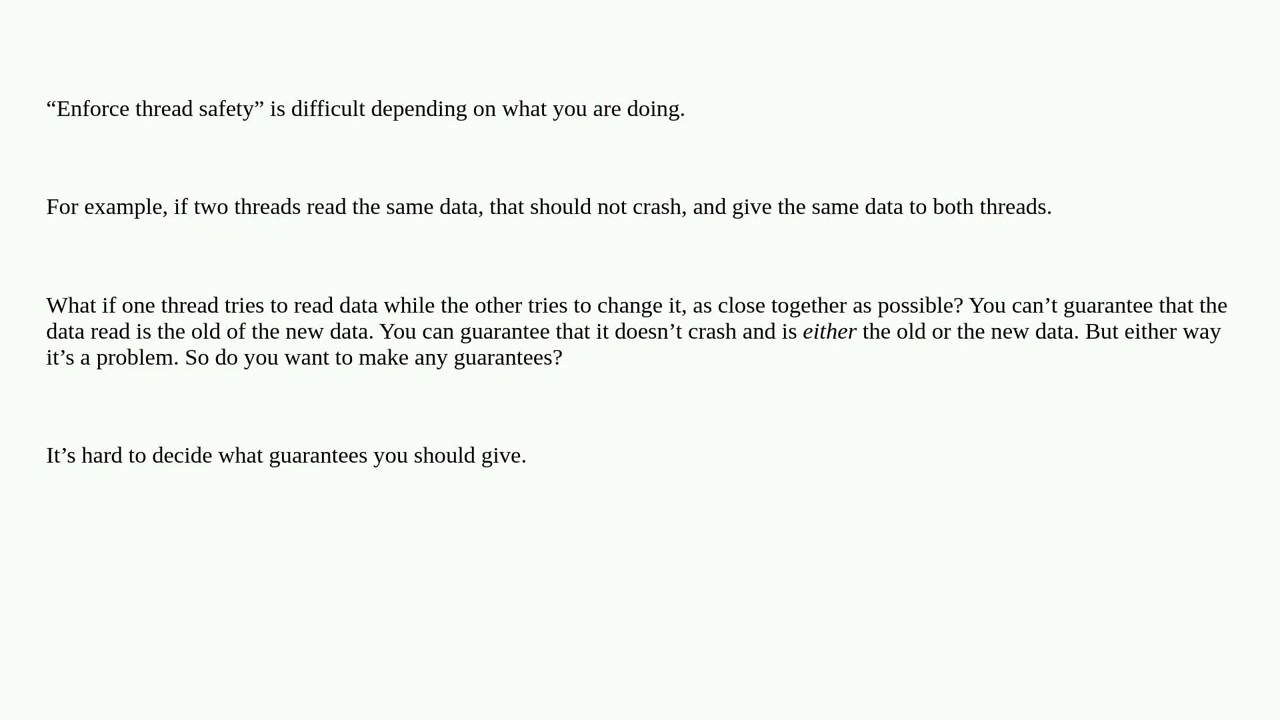 “Enforce thread safety” is difficult depending on what you are doing.
For example, if two threads read the same data, that should not crash, and give the same data to both threads.
What if one thread tries to read data while the other tries to change it, as close together as possible? You can’t guarantee that the
data read is the old of the new data. You can guarantee that it doesn’t crash and is either the old or the new data. But either way
it’s a problem. So do you want to make any guarantees?
It’s hard to decide what guarantees you should give.